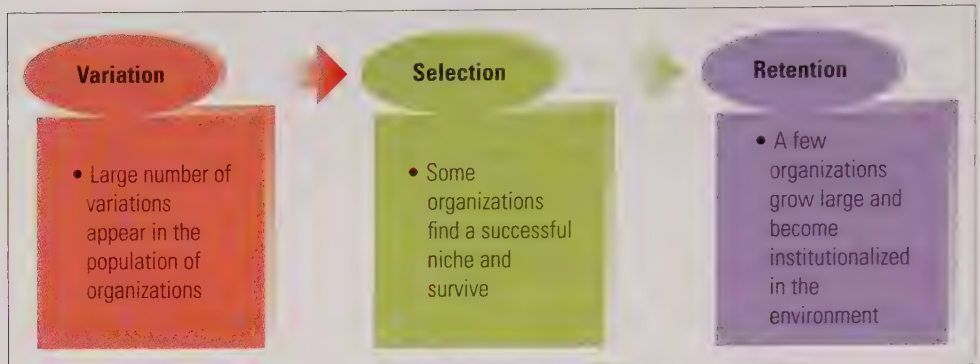 Variation
• Large number of
variations
appear in the
population of
organizations
Selection
• Some
organizations
find a successful
niche and
survive
Retention
• A few
organizations
grow large and
become
institutionalized
in the
environment